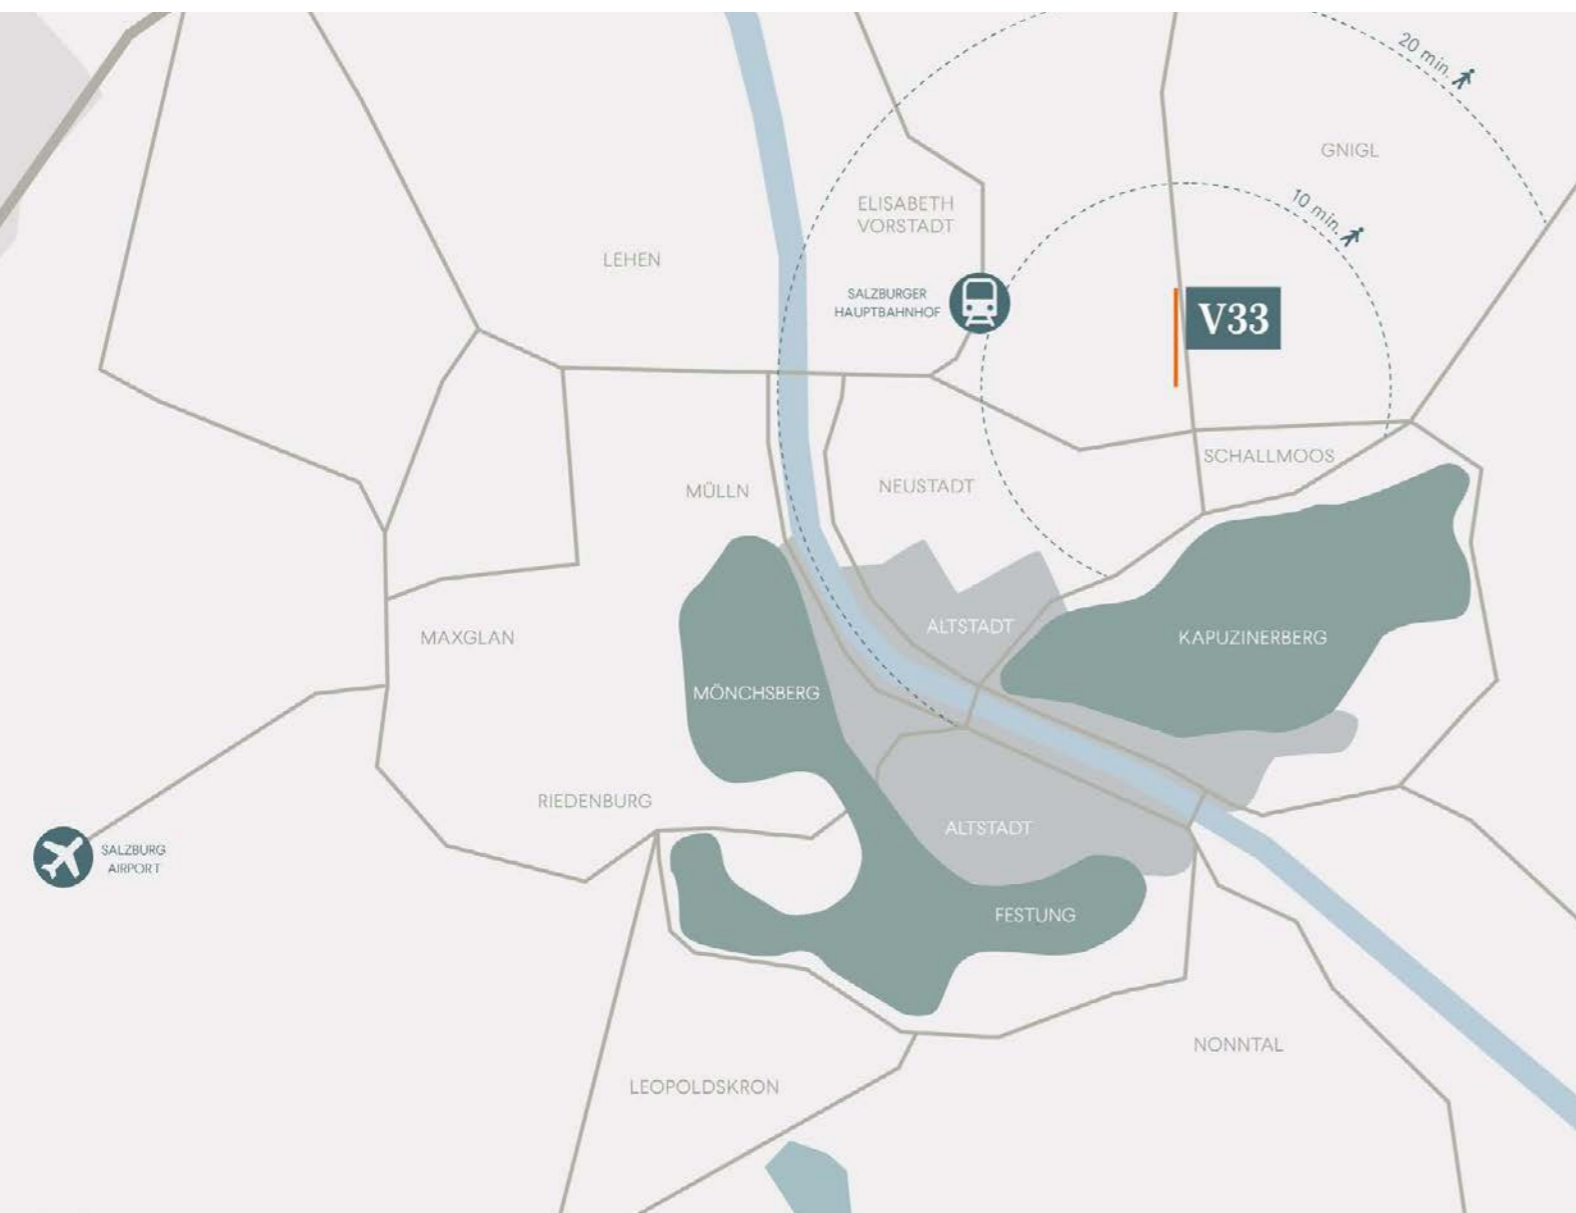 20 min.
GNIGL
10 min.
ELISABETH
VORSTADT
LEHEN
SALZBURGER
HAUPTBAHNHOF
V33
SCHALLMOOS
MÜLLN
NEUSTADT
ALTSTADT
MAXGLAN
KAPUZINERBERG
MÖNCHSBERG
RIEDENBURG
ALTSTADT
SALZBURG
AIRPORT
FESTUNG
NONNTAL
LEOPOLDSKRON